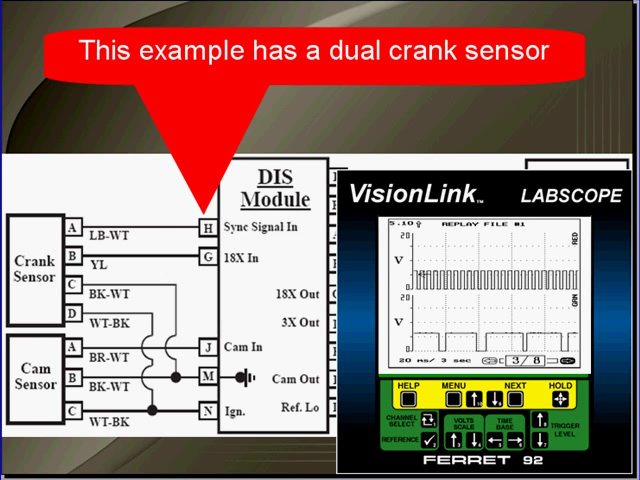 This example has a dual crank sensor
DIS
Module
Crank
Sensor
A
LB-WT
H
Sync Signal In
B
YL
G
18X In
C
BK-WT
18X Out
D
WT-BK
3X Out
Cam
Sensor
A
BR-WT
J
Cam In
B
BK-WT
M
Cam Out
C
WT-BK
N
Ign.
Ref. Lo
VisionLink™ LABSCOPE
5.10 REPLAY FILE #1
20
V
0
RED
20
V
0
GRN
20 ms/ 3 sec
3/8
HELP MENU NEXT HOLD
CHANNEL
SELECT
REFERENCE
VOLTS
SCALE
TIME
BASE
TRIGGER
LEVEL
FERRET 92